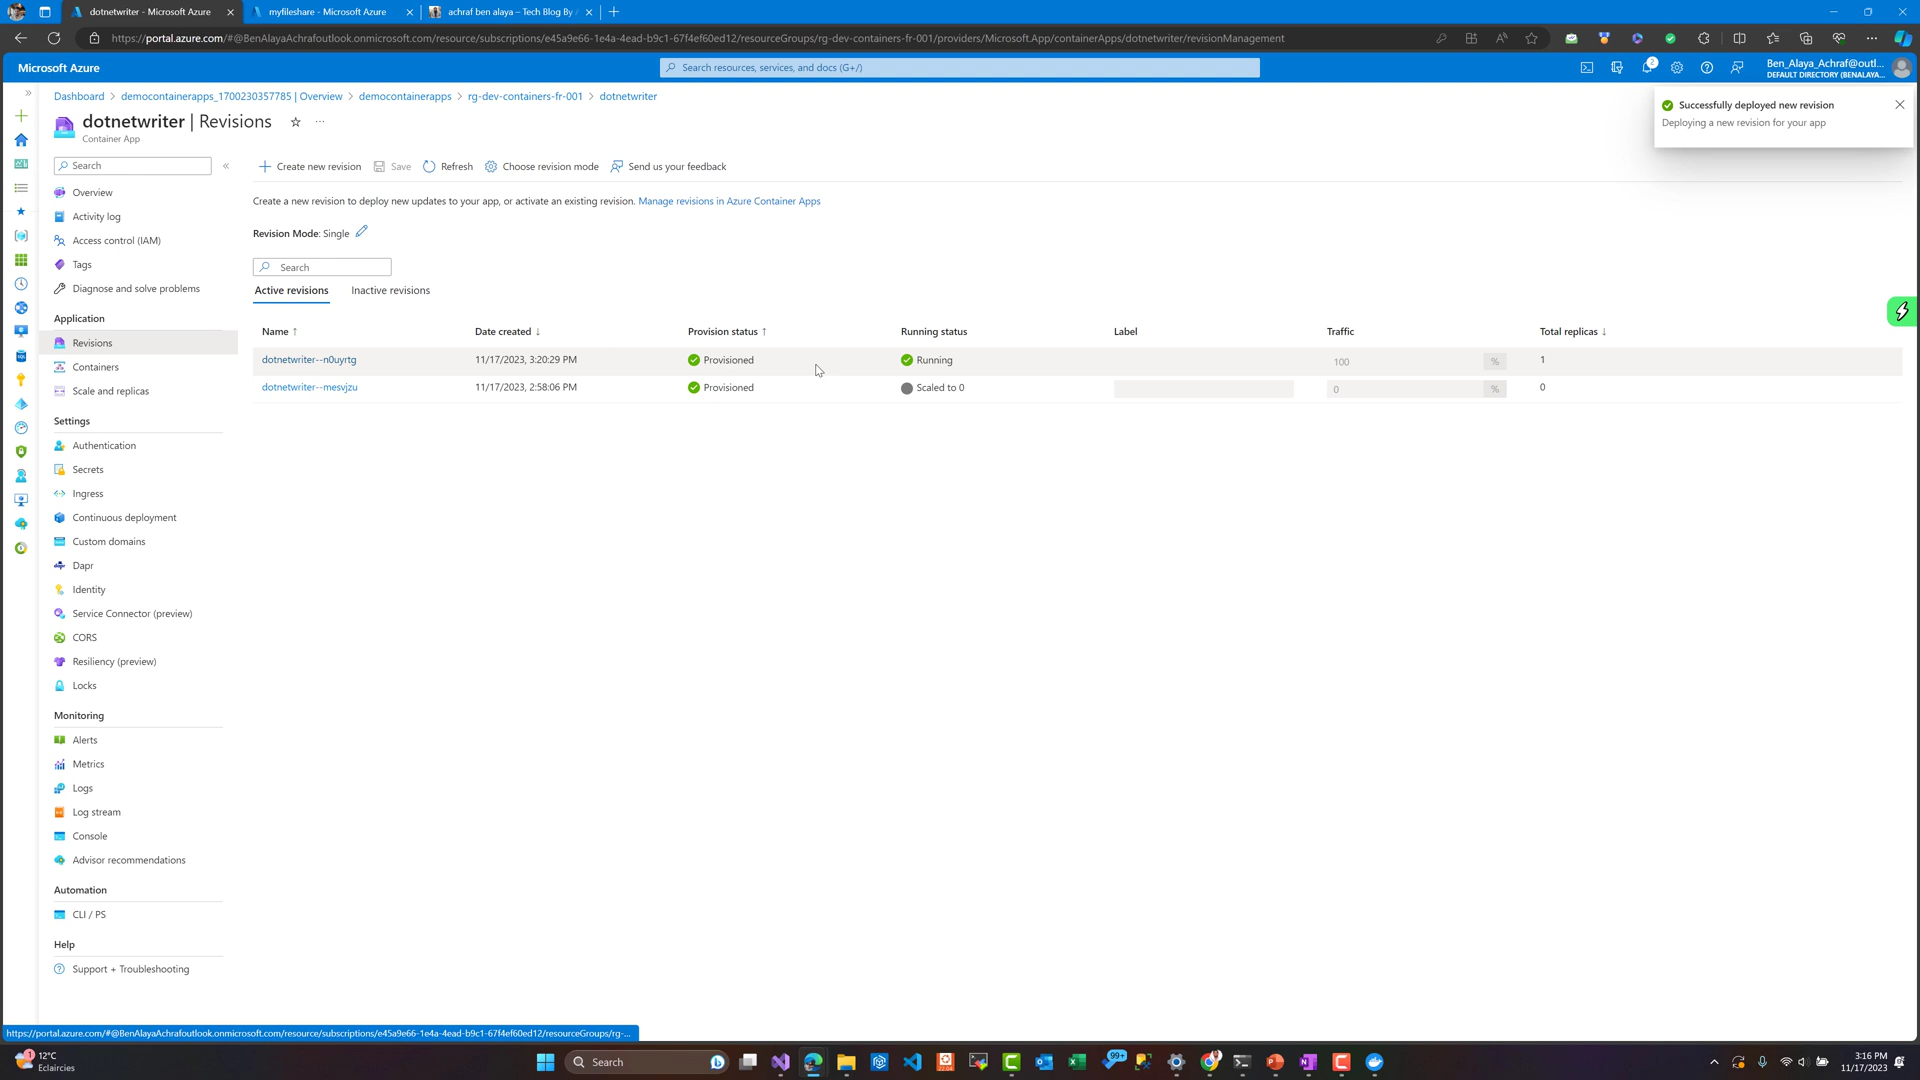 dotnetwriter - Microsoft Azure
myfileshare - Microsoft Azure
achraf ben alaya – Tech Blog By
https://portal.azure.com/#@BenAlayaAchrafoutlook.onmicrosoft.com/resource/subscriptions/e45a9e66-1e4a-4ead-b9c1-67f4ef60ed12/resourceGroups/rg-dev-containers-fr-001/providers/Microsoft.App/containerApps/dotnetwriter/revisionManagement
Microsoft Azure
Search resources, services, and docs (G+/)
2
Ben_Alaya_Achraf@outl...
DEFAULT DIRECTORY (BENALAYA...
Dashboard > democontainerapps_1700230357785 | Overview > democontainerapps > rg-dev-containers-fr-001 > dotnetwriter
Successfully deployed new revision
Deploying a new revision for your app
dotnetwriter | Revisions
Container App
Search
Create new revision
Save
Refresh
Choose revision mode
Send us your feedback
Create a new revision to deploy new updates to your app, or activate an existing revision. Manage revisions in Azure Container Apps
Revision Mode: Single
Search
Active revisions
Inactive revisions
Name ↑ Date created ↓ Provision status ↑ Running status Label Traffic Total replicas ↓
dotnetwriter--n0uyrtg 11/17/2023, 3:20:29 PM Provisioned Running 100 % 1
dotnetwriter--mesvjzu 11/17/2023, 2:58:06 PM Provisioned Scaled to 0 0 % 0
Overview
Activity log
Access control (IAM)
Tags
Diagnose and solve problems
Application
Revisions
Containers
Scale and replicas
Settings
Authentication
Secrets
Ingress
Continuous deployment
Custom domains
Dapr
Identity
Service Connector (preview)
CORS
Resiliency (preview)
Locks
Monitoring
Alerts
Metrics
Logs
Log stream
Console
Advisor recommendations
Automation
CLI / PS
Help
Support + Troubleshooting
https://portal.azure.com/#@BenAlayaAchrafoutlook.onmicrosoft.com/resource/subscriptions/e45a9e66-1e4a-4ead-b9c1-67f4ef60ed12/resourceGroups/rg-...
1
12°C
Eclaircies
Search
22.04
99+
3:16 PM
11/17/2023